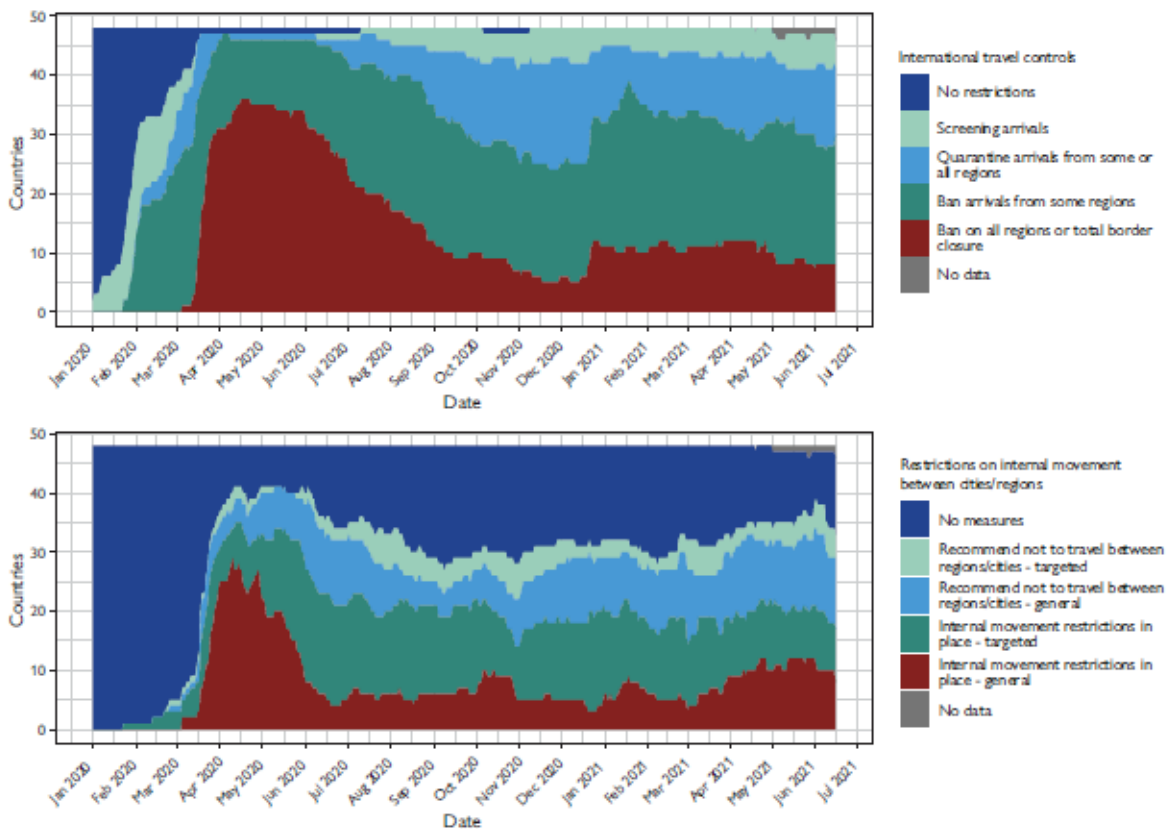 50
40
30
20
10
0
Countries
Jan 2020
Feb 2020
Mar 2020
Apr 2020
May 2020
Jun 2020
Jul 2020
Aug 2020
Sep 2020
Oct 2020
Nov 2020
Dec 2020
Jan 2021
Feb 2021
Mar 2021
Apr 2021
May 2021
Jun 2021
Jul 2021
Date
International travel controls
No restrictions
Screening arrivals
Quarantine arrivals from some or
all regions
Ban arrivals from some regions
Ban on all regions or total border
closure
No data
50
40
30
20
10
0
Countries
Jan 2020
Feb 2020
Mar 2020
Apr 2020
May 2020
Jun 2020
Jul 2020
Aug 2020
Sep 2020
Oct 2020
Nov 2020
Dec 2020
Jan 2021
Feb 2021
Mar 2021
Apr 2021
May 2021
Jun 2021
Jul 2021
Date
Restrictions on internal movement
between cities/regions
No measures
Recommend not to travel between
regions/cities - targeted
Recommend not to travel between
regions/cities - general
Internal movement restrictions in
place - targeted
Internal movement restrictions in
place - general
No data